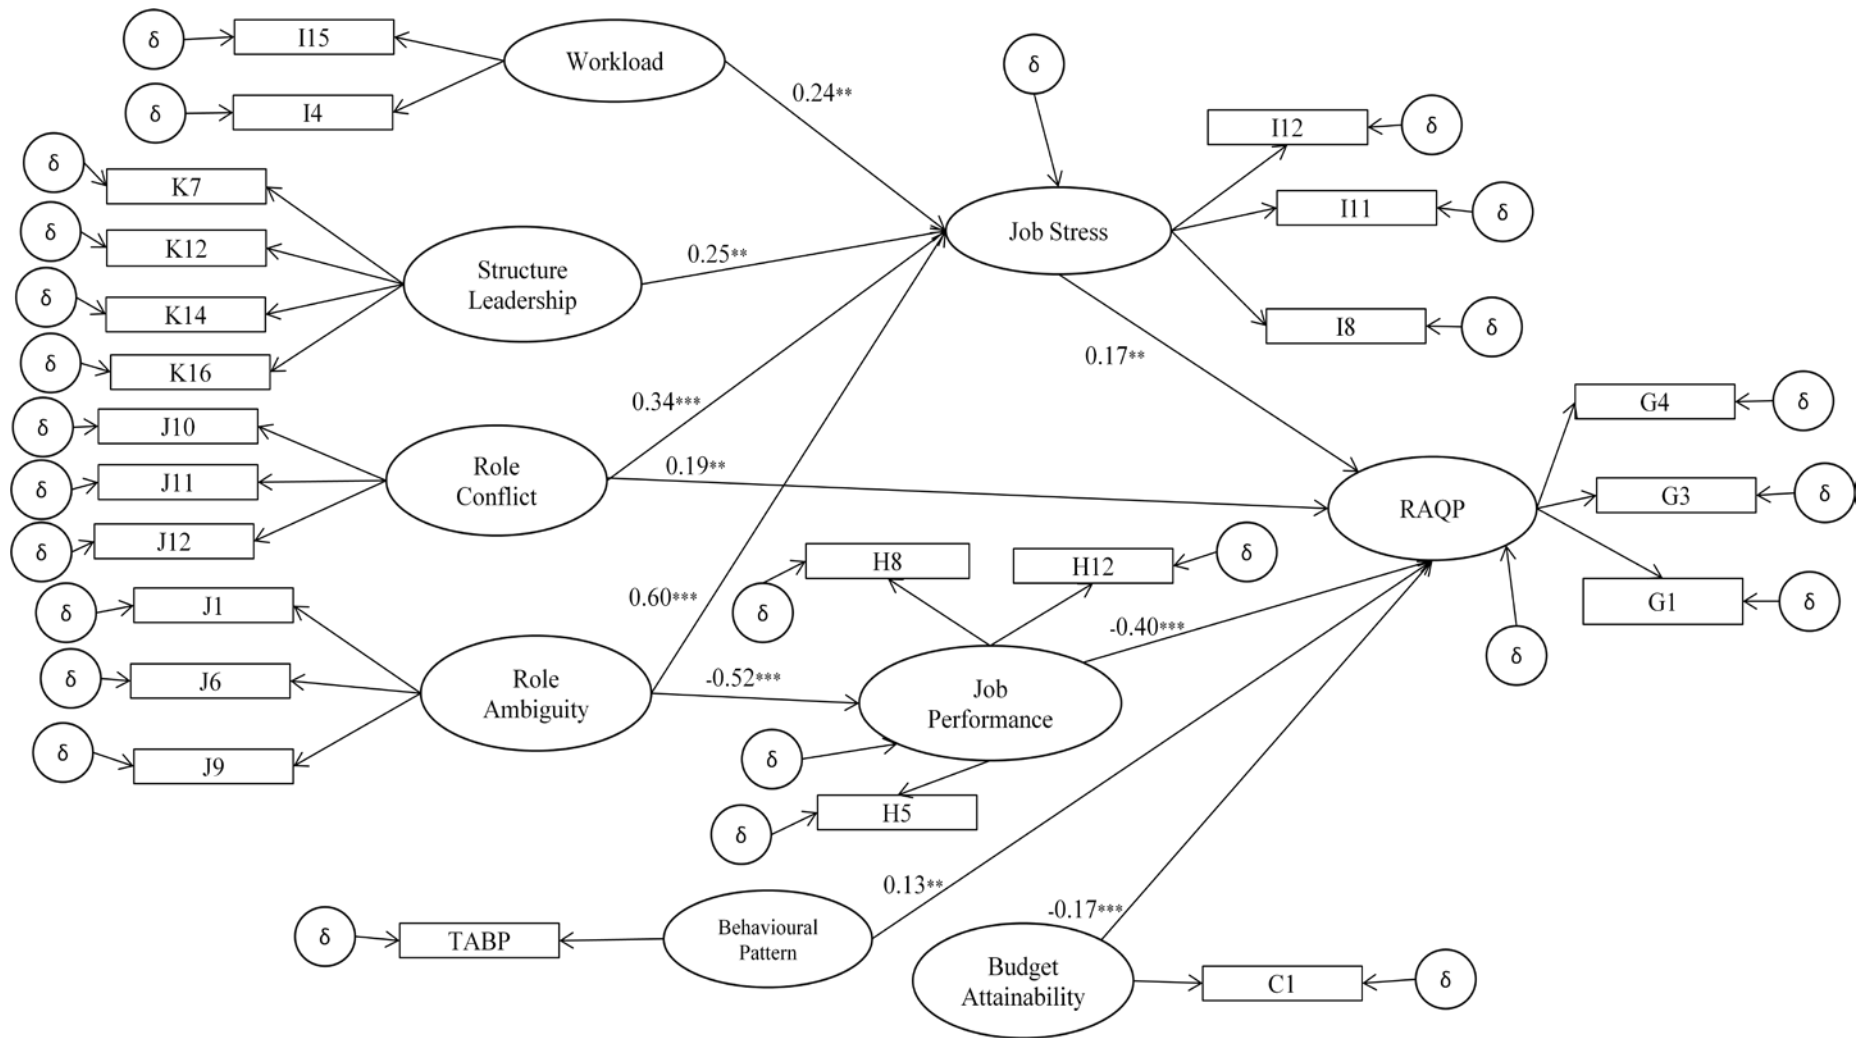 δ
I15
Workload
δ
I4
0.24**
δ
I12
δ
δ
K7
δ
K12
Structure
Leadership
0.25**
Job Stress
I11
δ
δ
K14
δ
K16
I8
δ
0.17**
0.34***
δ
J10
δ
J11
δ
J12
Role
Conflict
0.19**
RAQP
G4
δ
G3
δ
G1
δ
δ
H8
δ
H12
δ
δ
J1
δ
J6
δ
J9
Role
Ambiguity
0.60***
-0.52***
-0.40***
Job
Performance
δ
H5
δ
0.13**
-0.17***
δ
TABP
Behavioural
Pattern
Budget
Attainability
C1
δ